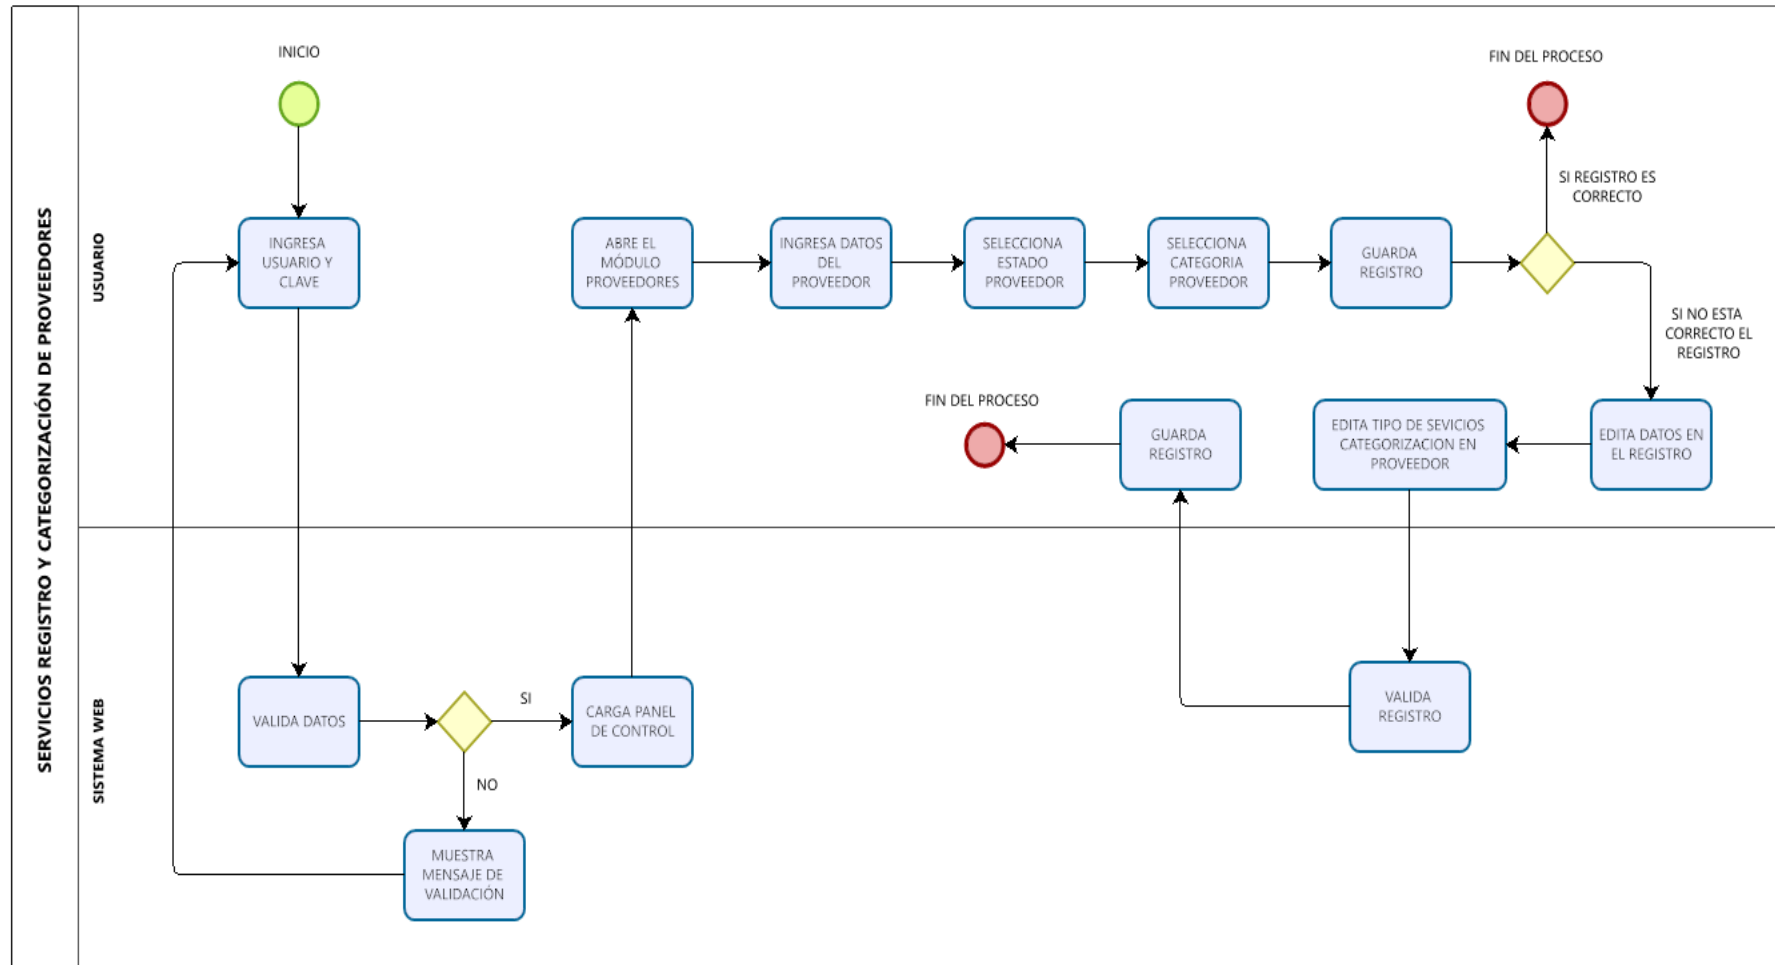 SERVICIOS REGISTRO Y CATEGORIZACIÓN DE PROVEEDORES
USUARIO
INICIO
INGRESA
USUARIO Y
CLAVE
ABRE EL
MÓDULO
PROVEEDORES
INGRESA DATOS
DEL
PROVEEDOR
SELECCIONA
ESTADO
PROVEEDOR
SELECCIONA
CATEGORIA
PROVEEDOR
GUARDA
REGISTRO
FIN DEL PROCESO
SI REGISTRO ES
CORRECTO
SI NO ESTA
CORRECTO EL
REGISTRO
EDITA DATOS EN
EL REGISTRO
EDITA TIPO DE SEVICIOS
CATEGORIZACION EN
PROVEEDOR
GUARDA
REGISTRO
FIN DEL PROCESO
SISTEMA WEB
VALIDA DATOS
SI
NO
CARGA PANEL
DE CONTROL
MUESTRA
MENSAJE DE
VALIDACIÓN
VALIDA
REGISTRO